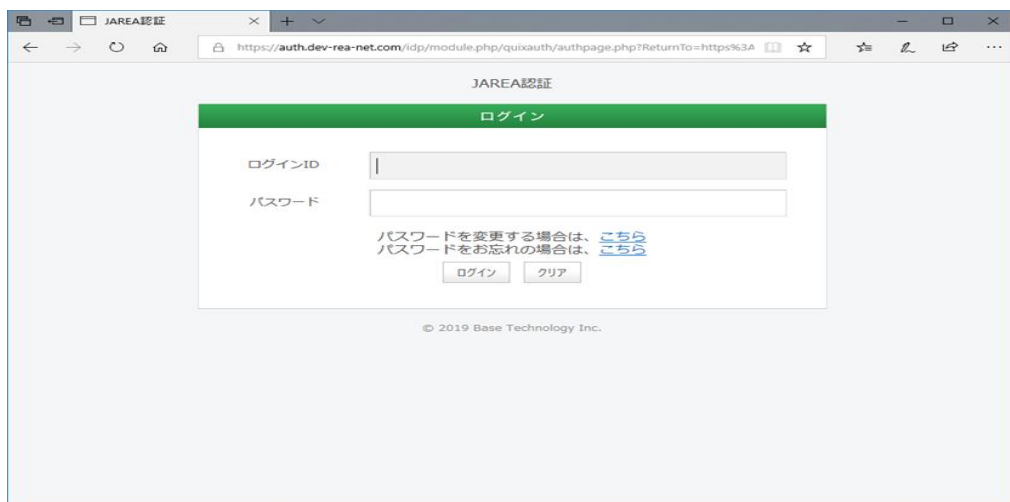 JAREA認証
https://auth.dev-rea-net.com/idp/module.php/quixauth/authpage.php?ReturnTo=https%3A
JAREA認証
ログイン
ログインID
パスワード
パスワードを変更する場合は、こちら
パスワードをお忘れの場合は、こちら
ログイン クリア
© 2019 Base Technology Inc.